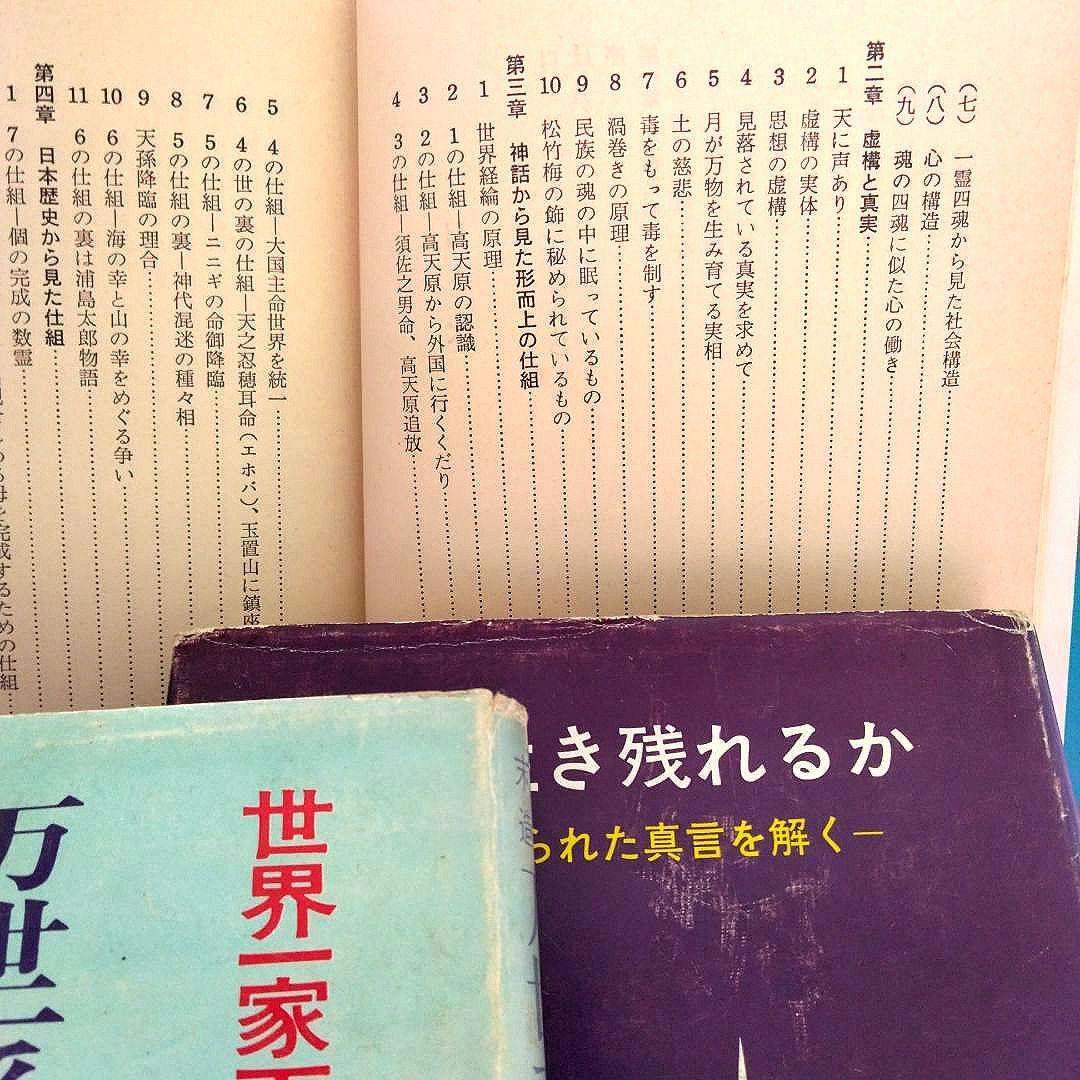 （七）　一霊四魂から見た社会構造
（八）　心の構造
（九）　魂の四魂に似た心の働き
第二章　虚構と真実
1　天に声あり
2　虚構の実体
3　思想の虚構
4　見落されている真実を求めて
5　月が万物を生み育てる実相
6　土の慈悲
7　毒をもって毒を制す
8　渦巻きの原理
9　民族の魂の中に眠っているもの
10　松竹梅の飾に秘められているもの
第三章　神話から見た形而上の仕組
1　世界経綸の原理
2　1の仕組―高天原の認識
3　2の仕組―高天原から外国に行くくだり
4　3の仕組―須佐之男命、高天原追放
5　4の仕組―大国主命世界を統一
6　4の世の裏の仕組―天之忍穂耳命（エホバ）、玉置山に鎮座
7　5の仕組―ニニギの命御降臨
8　5の仕組の裏―神代混迷の種々相
9　天孫降臨の理合
10　6の仕組―海の幸と山の幸をめぐる争い
11　6の仕組の裏は浦島太郎物語
第四章　日本歴史から見た仕組
1　7の仕組―個の完成の数霊
完成するための仕組
き残れるか
られた真言を解く―
世界一家
万世